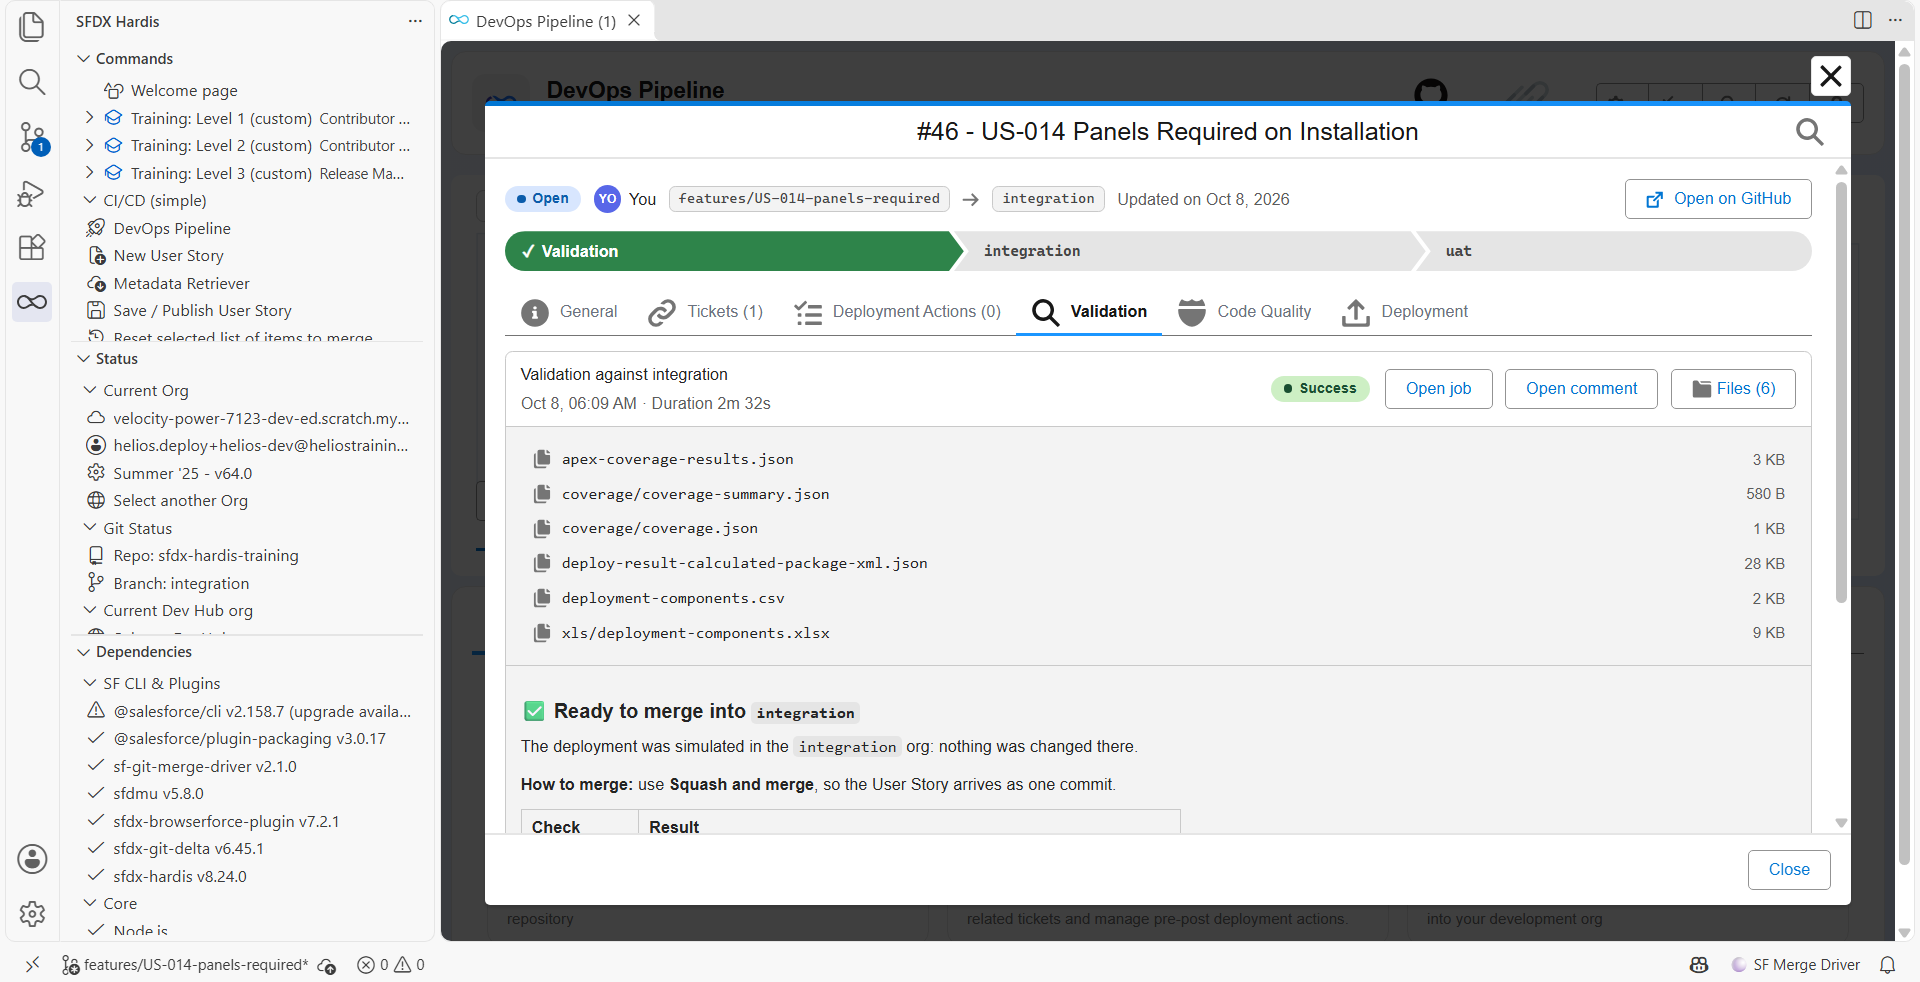 SFDX Hardis
DevOps Pipeline (1)
Commands
Welcome page
Training: Level 1 (custom) Contributor ...
Training: Level 2 (custom) Contributor ...
Training: Level 3 (custom) Release Ma...
CI/CD (simple)
DevOps Pipeline
New User Story
Metadata Retriever
Save / Publish User Story
Reset selected list of items to merge
Status
Current Org
velocity-power-7123-dev-ed.scratch.my...
helios.deploy+helios-dev@heliostrainin...
Summer '25 - v64.0
Select another Org
Git Status
Repo: sfdx-hardis-training
Branch: integration
Current Dev Hub org
Dependencies
SF CLI & Plugins
@salesforce/cli v2.158.7 (upgrade availa...
@salesforce/plugin-packaging v3.0.17
sf-git-merge-driver v2.1.0
sfdmu v5.8.0
sfdx-browserforce-plugin v7.2.1
sfdx-git-delta v6.45.1
sfdx-hardis v8.24.0
Core
Node.js
1
DevOps Pipeline
#46 - US-014 Panels Required on Installation
Open YO You features/US-014-panels-required → integration Updated on Oct 8, 2026 Open on GitHub
✓ Validation integration uat
General Tickets (1) Deployment Actions (0) Validation Code Quality Deployment
Validation against integration
Oct 8, 06:09 AM · Duration 2m 32s
Success Open job Open comment Files (6)
apex-coverage-results.json 3 KB
coverage/coverage-summary.json 580 B
coverage/coverage.json 1 KB
deploy-result-calculated-package-xml.json 28 KB
deployment-components.csv 2 KB
xls/deployment-components.xlsx 9 KB
Ready to merge into integration
The deployment was simulated in the integration org: nothing was changed there.
How to merge: use Squash and merge, so the User Story arrives as one commit.
Check Result
Close
repository related tickets and manage pre-post deployment actions. into your development org
features/US-014-panels-required* 0 0 SF Merge Driver